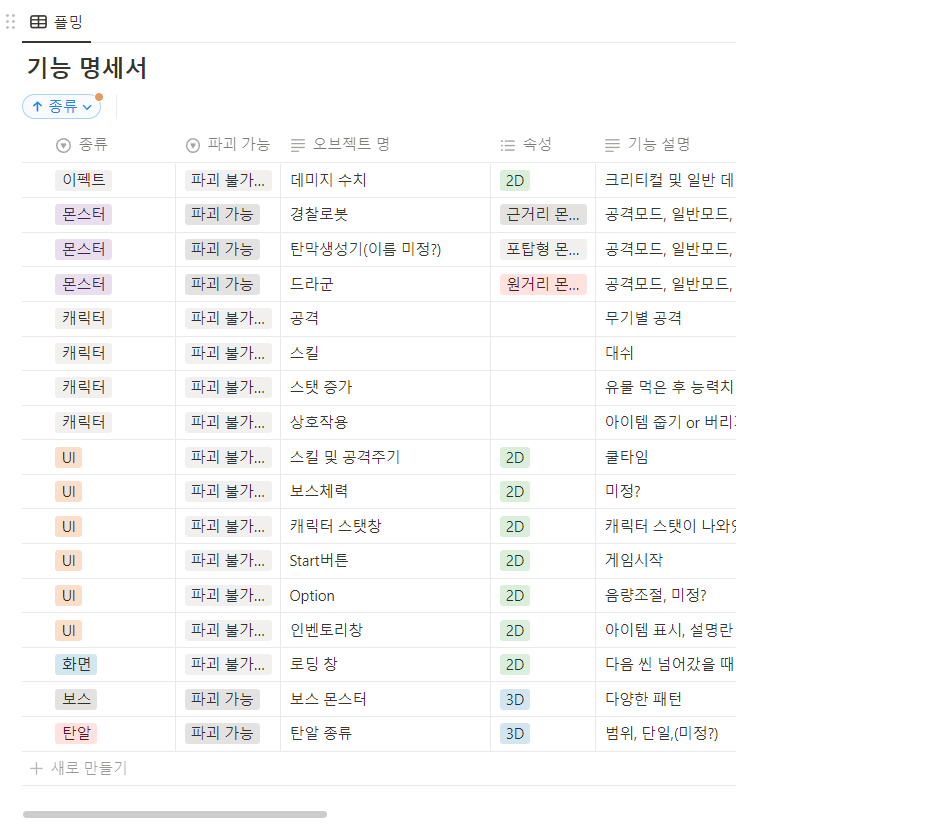 플밍
기능 명세서
종류
종류 파괴 가능 오브젝트 명 속성 기능 설명
이펙트 파괴 불가... 데미지 수치 2D 크리티컬 및 일반 데
몬스터 파괴 가능 경찰로봇 근거리 몬... 공격모드, 일반모드,
몬스터 파괴 가능 탄막생성기(이름 미정?) 포탑형 몬... 공격모드, 일반모드,
몬스터 파괴 가능 드라군 원거리 몬... 공격모드, 일반모드,
캐릭터 파괴 불가... 공격 무기별 공격
캐릭터 파괴 불가... 스킬 대쉬
캐릭터 파괴 불가... 스탯 증가 유물 먹은 후 능력치
캐릭터 파괴 불가... 상호작용 아이템 줍기 or 버리
UI 파괴 불가... 스킬 및 공격주기 2D 쿨타임
UI 파괴 불가... 보스체력 2D 미정?
UI 파괴 불가... 캐릭터 스탯창 2D 캐릭터 스탯이 나와
UI 파괴 불가... Start버튼 2D 게임시작
UI 파괴 불가... Option 2D 음량조절, 미정?
UI 파괴 불가... 인벤토리창 2D 아이템 표시, 설명란
화면 파괴 불가... 로딩 창 2D 다음 씬 넘어갔을 때
보스 파괴 가능 보스 몬스터 3D 다양한 패턴
탄알 파괴 가능 탄알 종류 3D 범위, 단일,(미정?)
새로 만들기